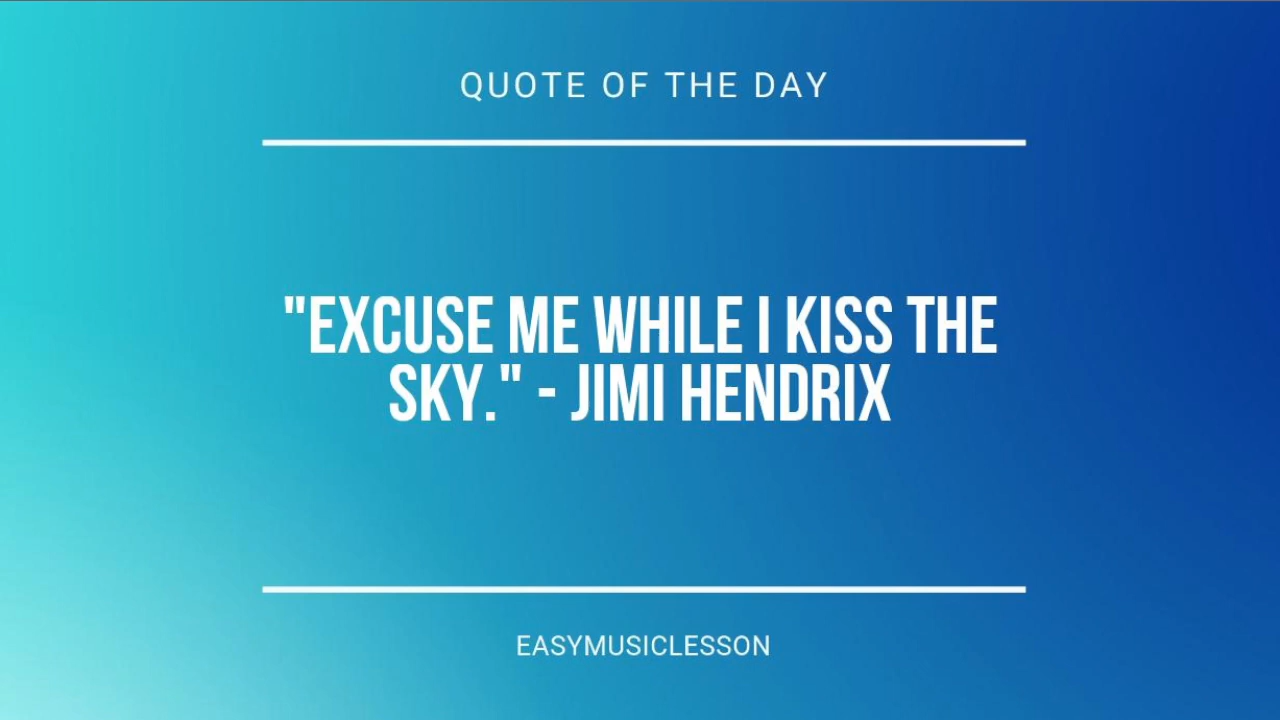 QUOTE OF THE DAY
"EXCUSE ME WHILE I KISS THE
SKY." - JIMI HENDRIX
EASYMUSICLESSON